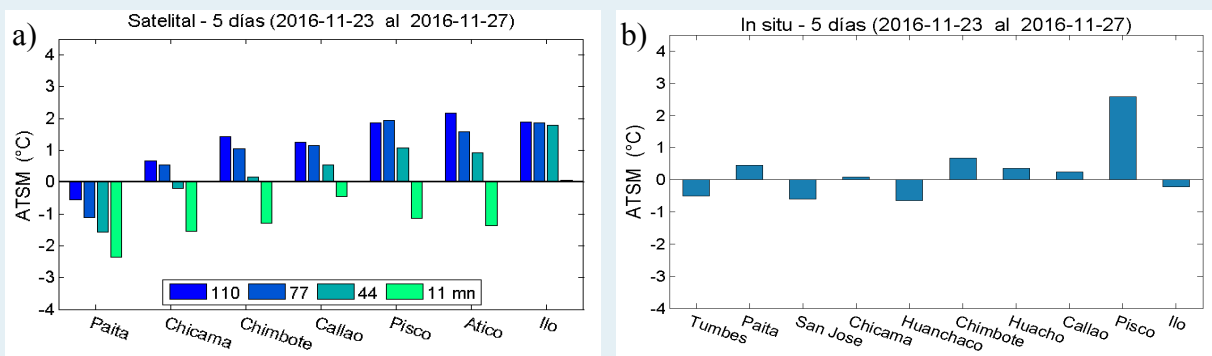 a)
Satelital - 5 días (2016-11-23 al 2016-11-27)
ATSM (°C)
4
3
2
1
0
-1
-2
-3
-4
110 77 44 11 mn
Paita Chicama Chimbote Callao Pisco Atico Ilo
b)
In situ - 5 días (2016-11-23 al 2016-11-27)
ATSM (°C)
4
3
2
1
0
-1
-2
-3
-4
Tumbes Paita San Jose Chicama Huanchaco Chimbote Huacho Callao Pisco Ilo